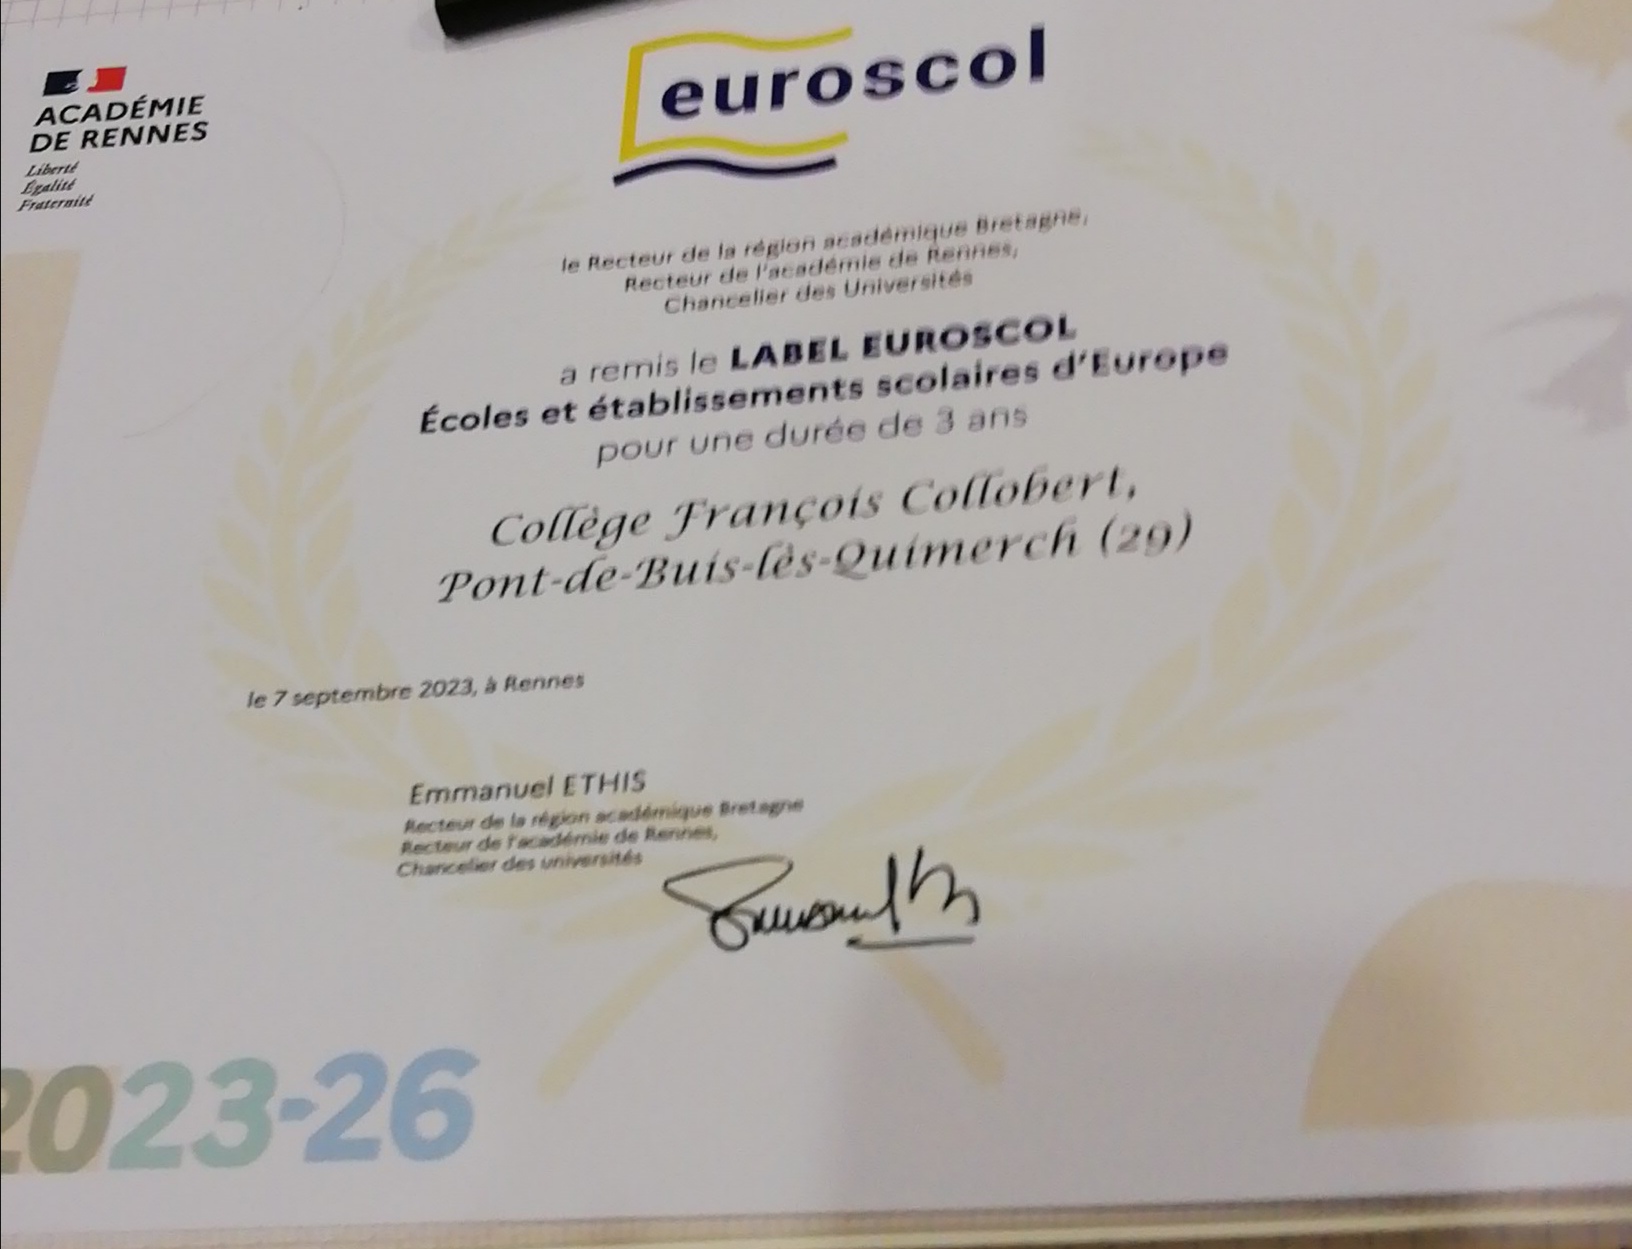 ACADÉMIE
DE RENNES
Liberté
Égalité
Fraternité
euroscol
le Recteur de la région académique Bretagne,
Recteur de l'académie de Rennes,
Chancelier des Universités
a remis le LABEL EUROSCOL
Écoles et établissements scolaires d'Europe
pour une durée de 3 ans
Collège François Collobert,
Pont-de-Buis-lès-Quimerch (29)
le 7 septembre 2023, à Rennes
Emmanuel ETHIS
Recteur de la région académique Bretagne
Recteur de l'académie de Rennes,
Chancelier des universités
2023-26